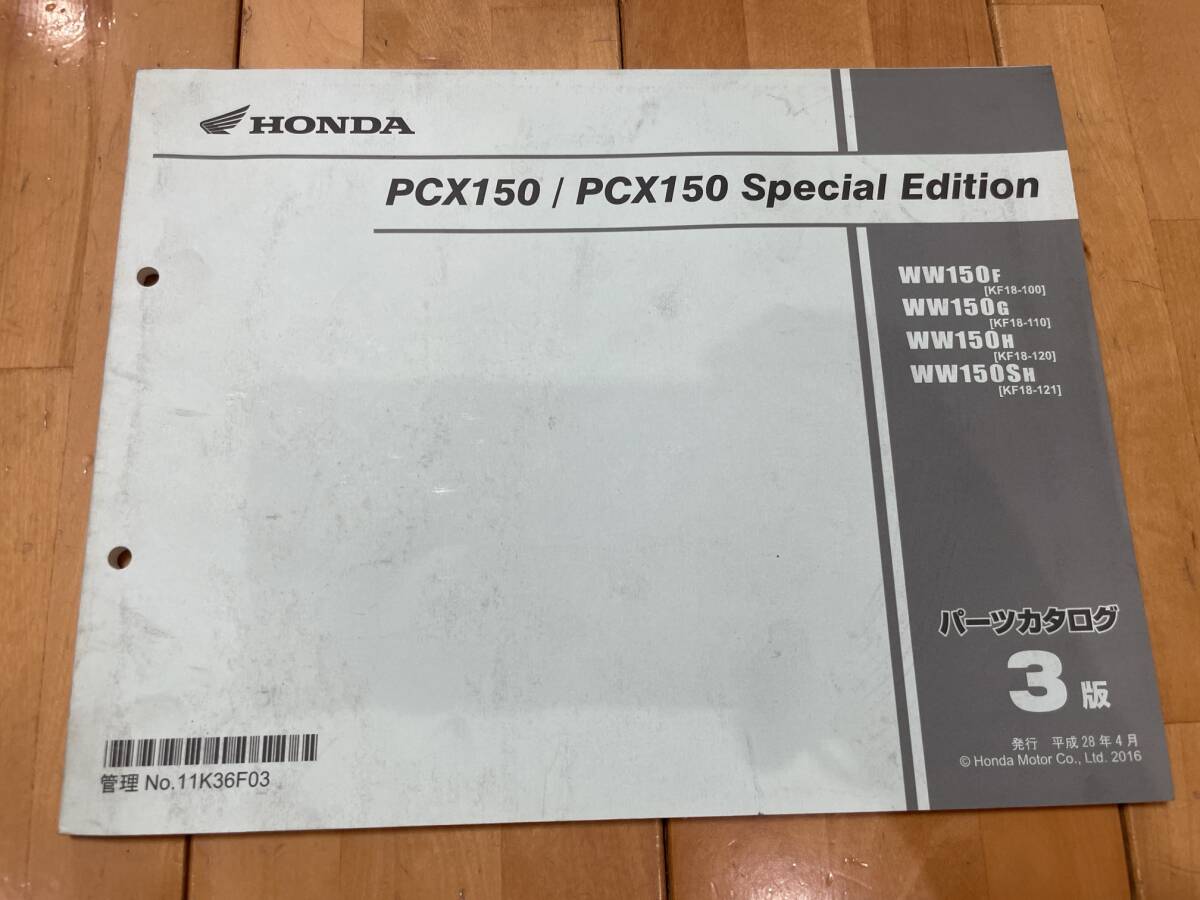 HONDA
PCX150 / PCX150 Special Edition
WW150F
[KF18-100]
WW150G
[KF18-110]
WW150H
[KF18-120]
WW150SH
[KF18-121]
パーツカタログ
3版
発行 平成28年4月
© Honda Motor Co., Ltd. 2016
管理 No.11K36F03